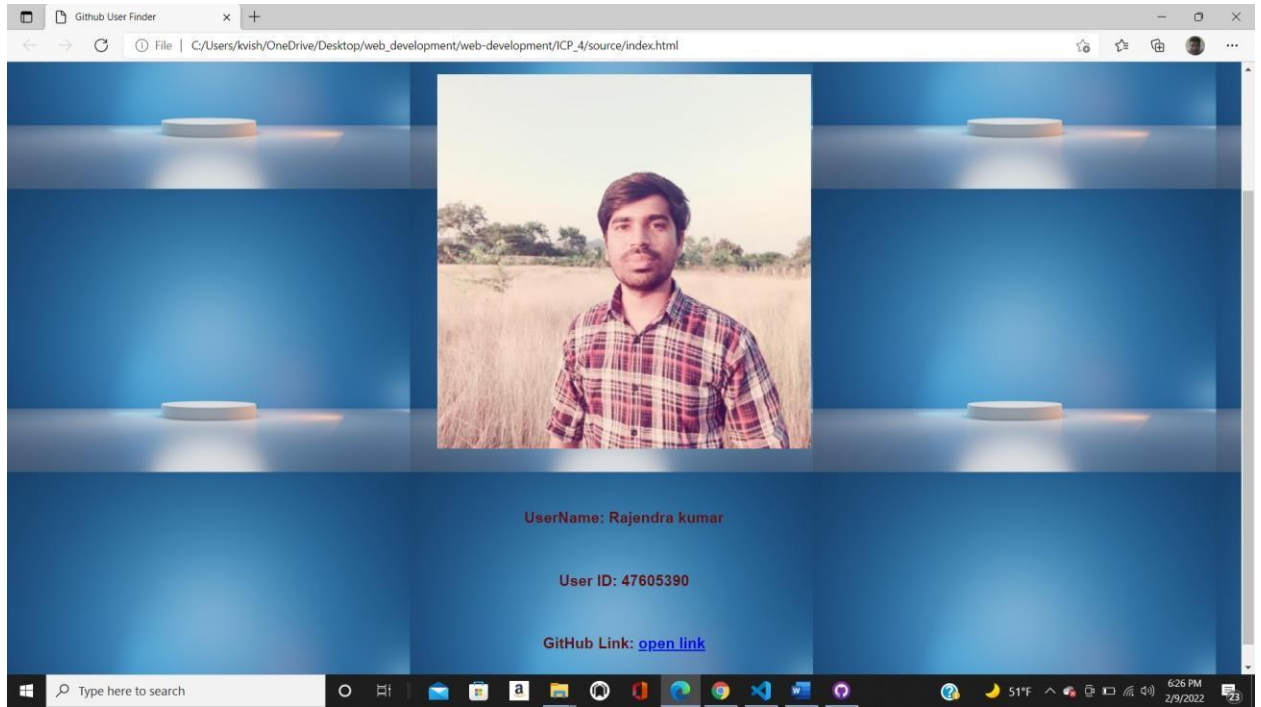 Github User Finder
File | C:/Users/kvish/OneDrive/Desktop/web_development/web-development/ICP_4/source/index.html
UserName: Rajendra kumar
User ID: 47605390
GitHub Link: open link
Type here to search
a
51°F
6:26 PM
2/9/2022
23